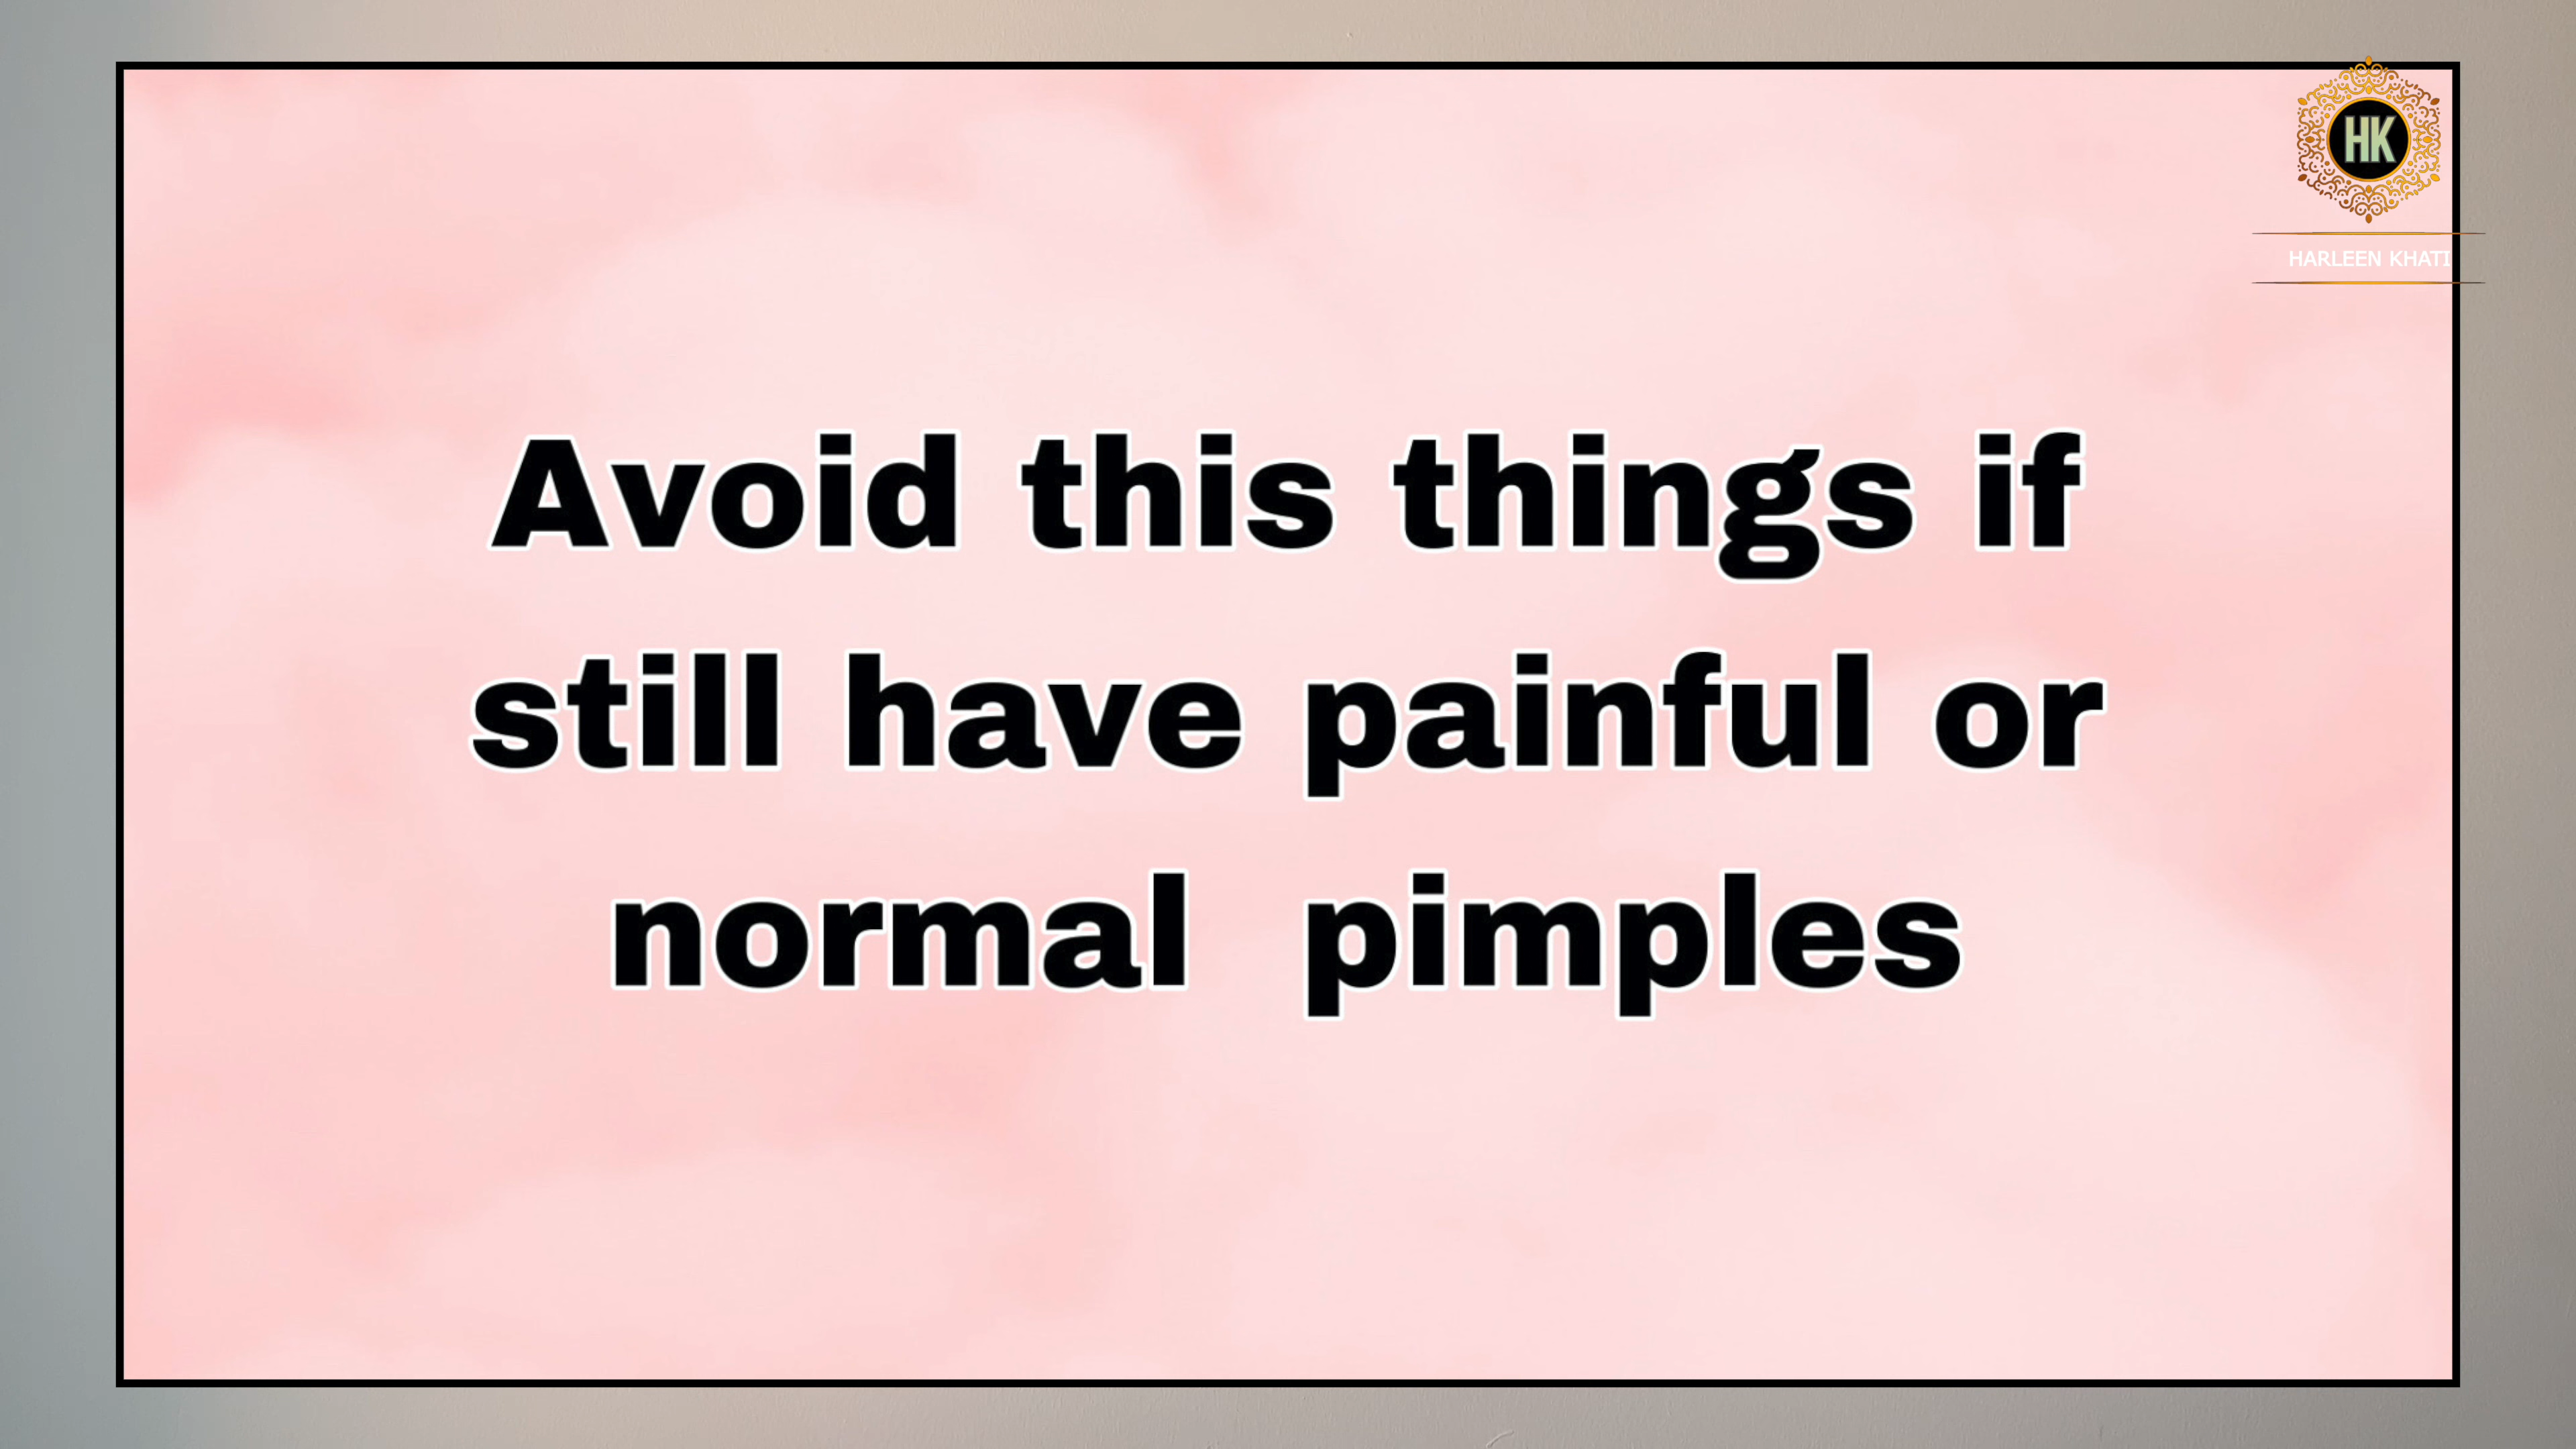 HK
HARLEEN KHATI
Avoid this things if
still have painful or
normal pimples